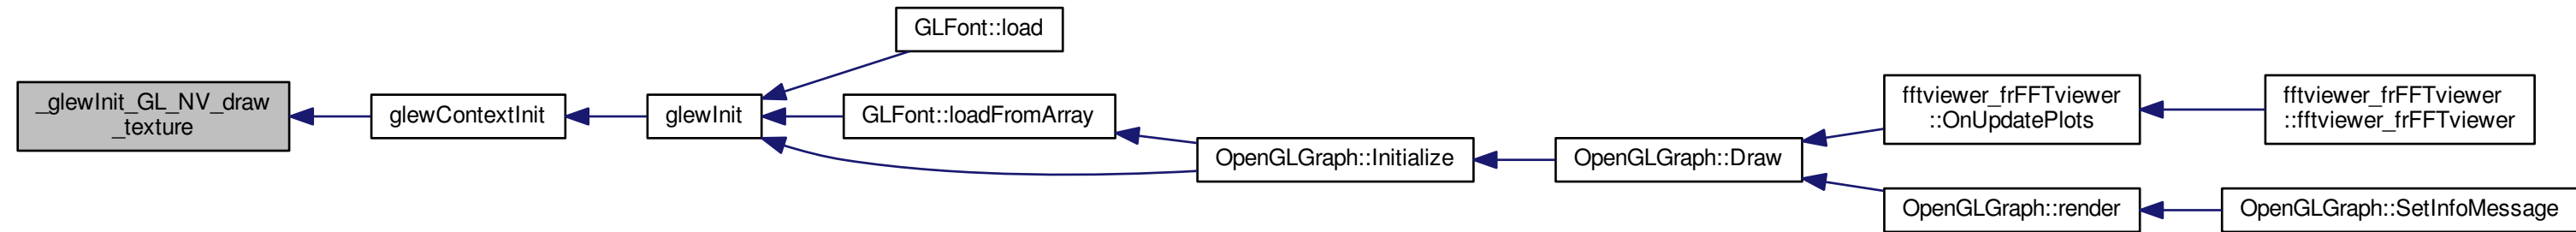 _glewInit_GL_NV_draw
_texture
glewContextInit
glewInit
GLFont::load
GLFont::loadFromArray
OpenGLGraph::Initialize
OpenGLGraph::Draw
fftviewer_frFFTviewer
::OnUpdatePlots
fftviewer_frFFTviewer
::fftviewer_frFFTviewer
OpenGLGraph::render
OpenGLGraph::SetInfoMessage